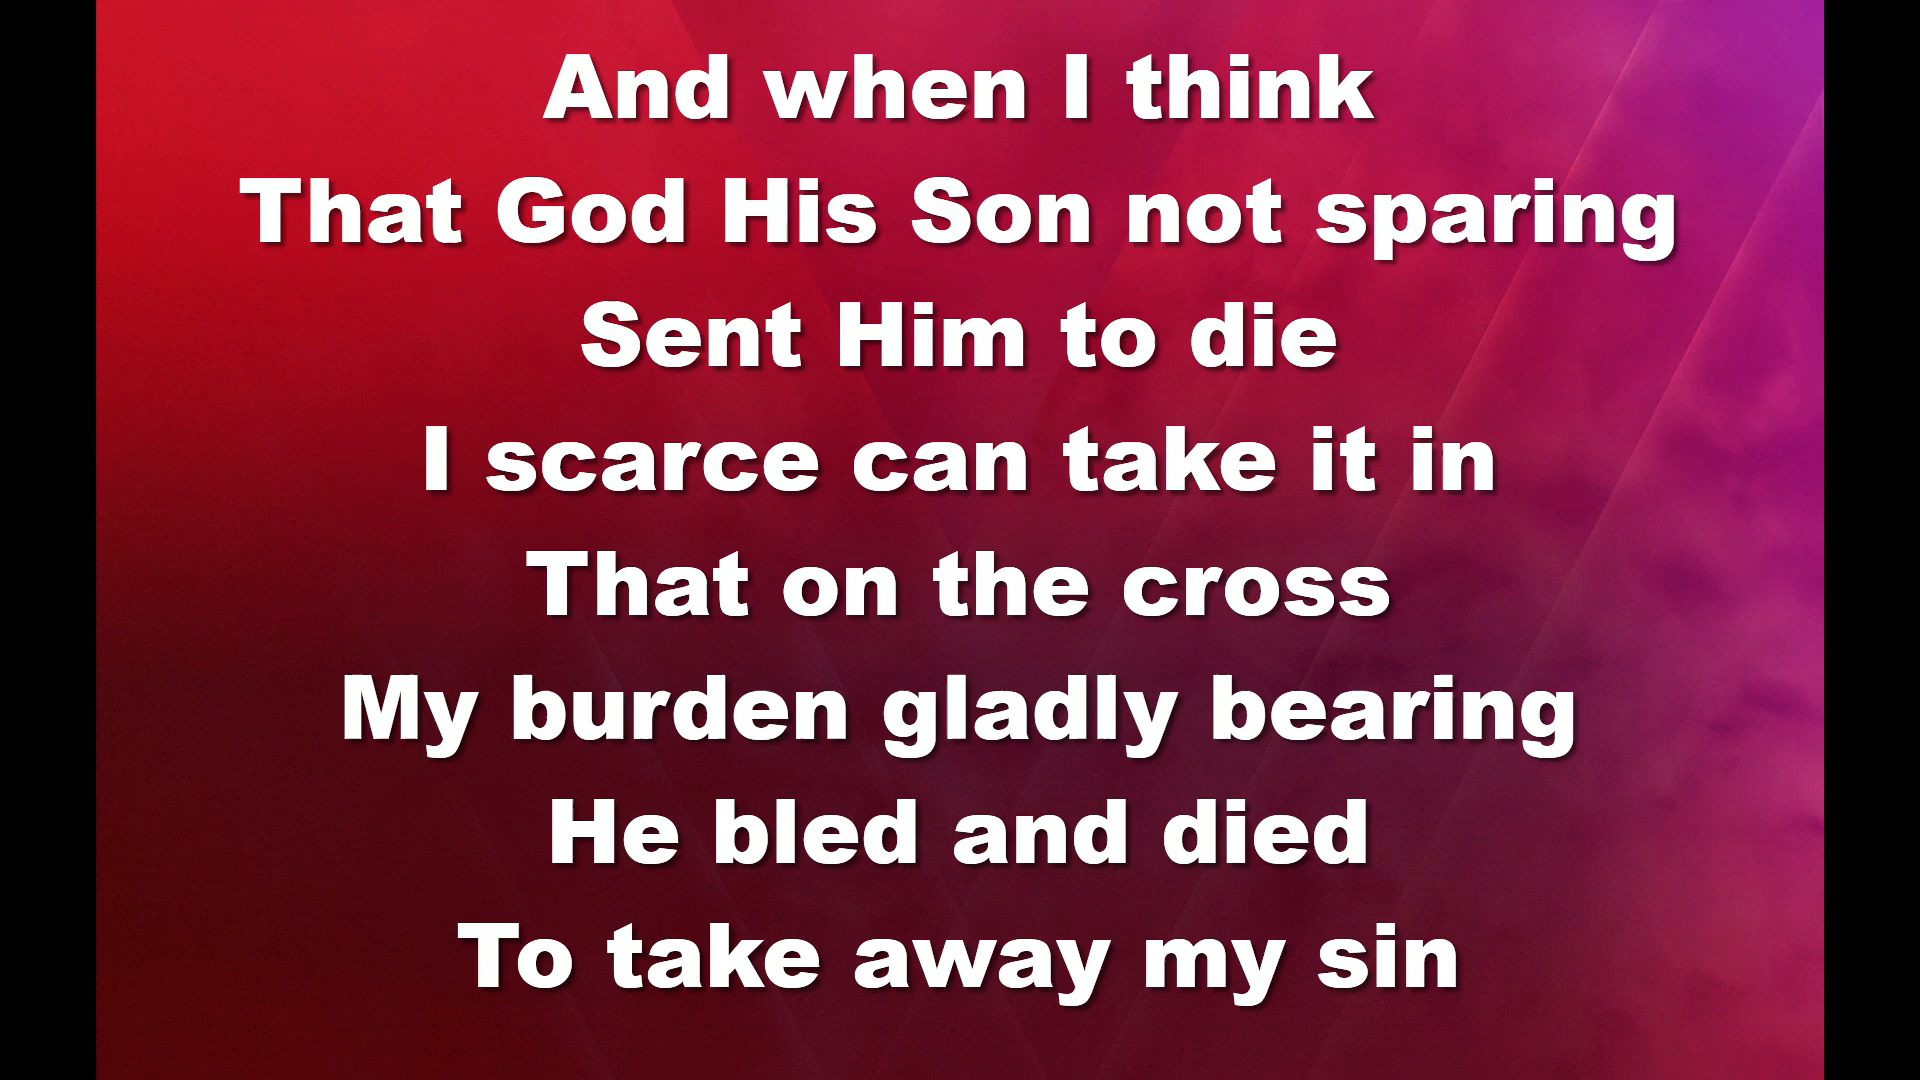 And when I think
That God His Son not sparing
Sent Him to die
I scarce can take it in
That on the cross
My burden gladly bearing
He bled and died
To take away my sin